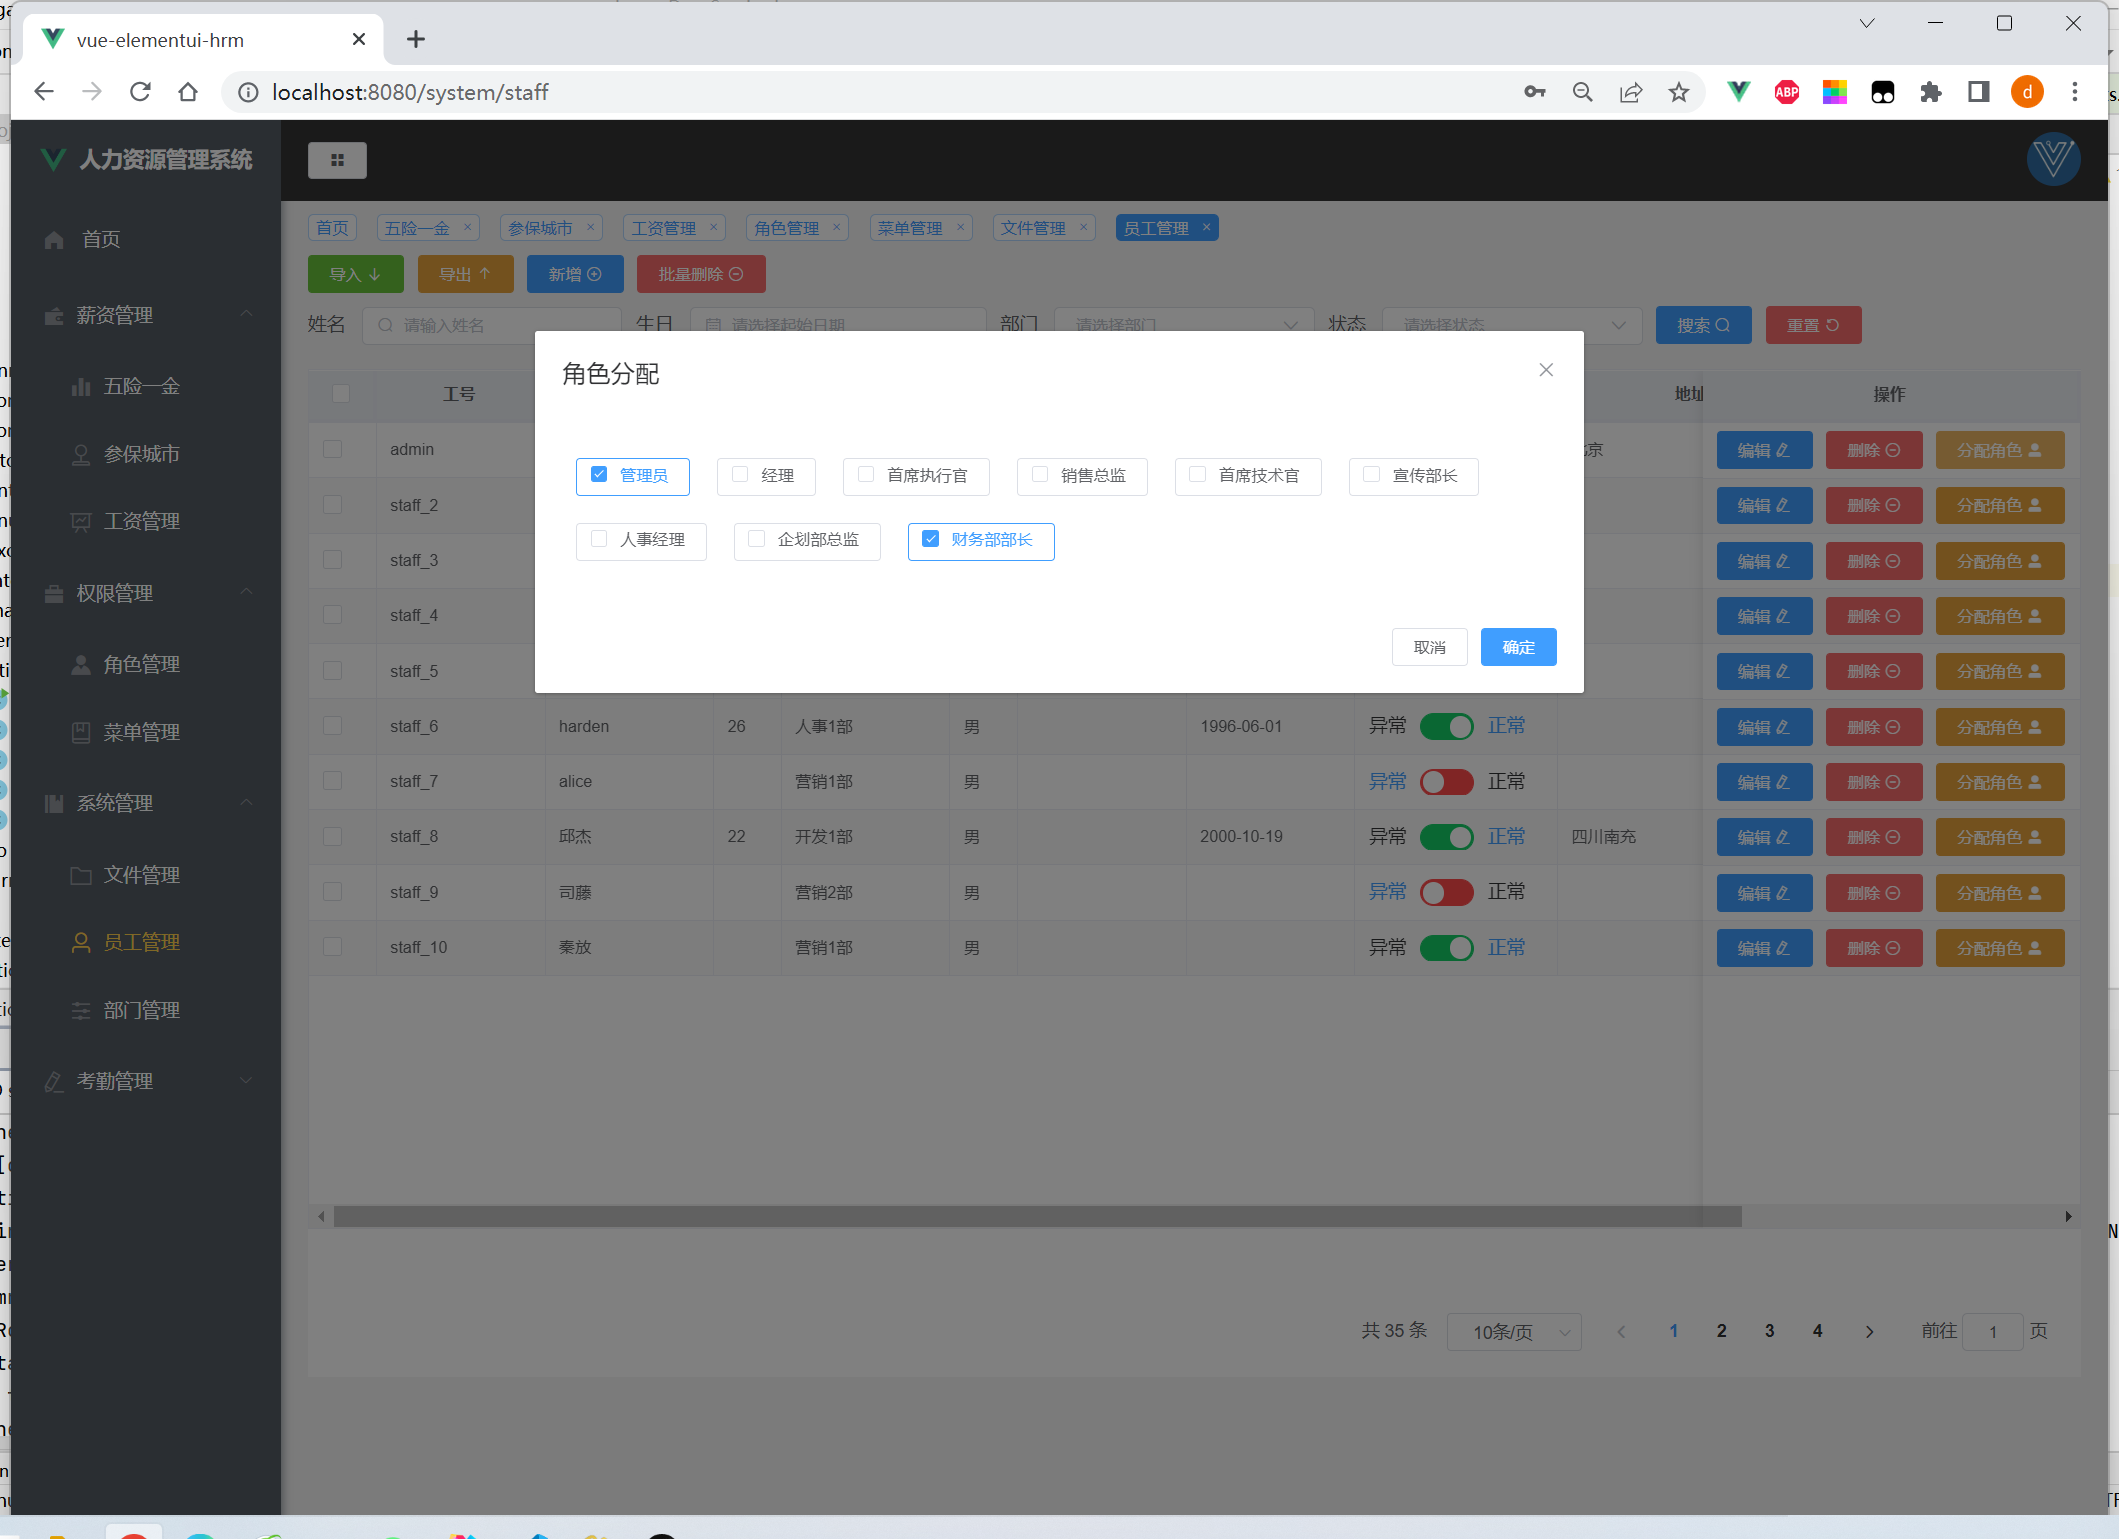 vue-elementui-hrm
localhost:8080/system/staff
ABP
d
人力资源管理系统
首页
薪资管理
五险一金
参保城市
工资管理
权限管理
角色管理
菜单管理
系统管理
文件管理
员工管理
部门管理
考勤管理
首页 五险一金 × 参保城市 × 工资管理 × 角色管理 × 菜单管理 × 文件管理 × 员工管理 ×
导入 导出 新增 批量删除
姓名 请输入姓名 生日 请选择起始日期 部门 请选择部门 状态 请选择状态 搜索 重置
工号 地址 操作
admin 编辑 删除 分配角色
staff_2 编辑 删除 分配角色
staff_3 编辑 删除 分配角色
staff_4 编辑 删除 分配角色
staff_5 编辑 删除 分配角色
staff_6 harden 26 人事1部 男 1996-06-01 异常 正常 编辑 删除 分配角色
staff_7 alice 营销1部 男 异常 正常 编辑 删除 分配角色
staff_8 邱杰 22 开发1部 男 2000-10-19 异常 正常 四川南充 编辑 删除 分配角色
staff_9 司藤 营销2部 男 异常 正常 编辑 删除 分配角色
staff_10 秦放 营销1部 男 异常 正常 编辑 删除 分配角色
角色分配
管理员 经理 首席执行官 销售总监 首席技术官 宣传部长
人事经理 企划部总监 财务部部长
取消 确定
共 35 条 10条/页 1 2 3 4 前往 1 页